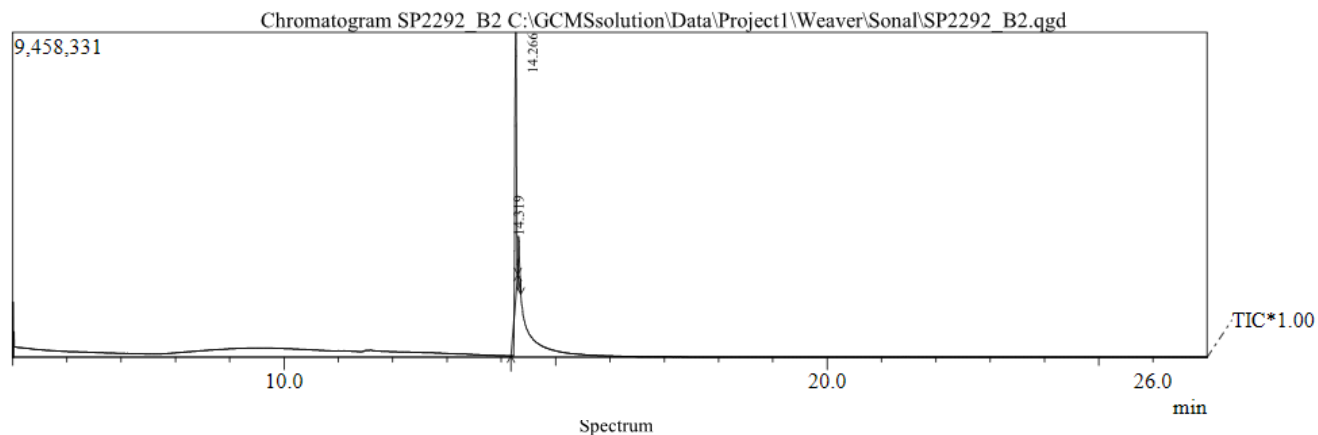 Chromatogram SP2292_B2 C:\GCMSsolution\Data\Project1\Weaver\Sonal\SP2292_B2.qgd
9,458,331
14.266
14.319
TIC*1.00
10.0 20.0 26.0
min
Spectrum